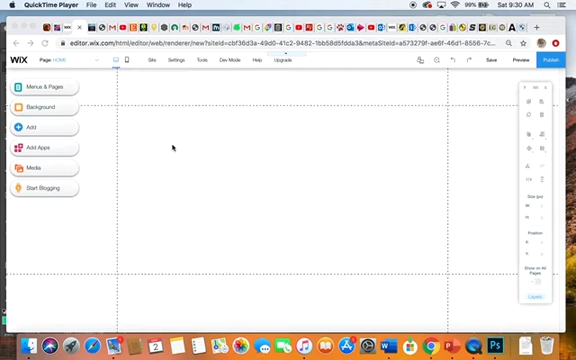 QuickTime Player File Edit View Window Help 99% Sat 9:30 AM
editor.wix.com/html/editor/web/renderer/new?siteId=cbf36d3a-49d0-41c2-9482-1bb58d5fdda3&metaSiteId=a573279f-ad66-41d1-8556-7c...
WiX Page: HOME Site Settings Tools Dev Mode Help Upgrade Save Preview Publish
Menus & Pages
Background
Add
Add Apps
Media
Start Blogging
Size (px)
W:
H:
Position
X:
Y:
Show on All
Pages
Layers